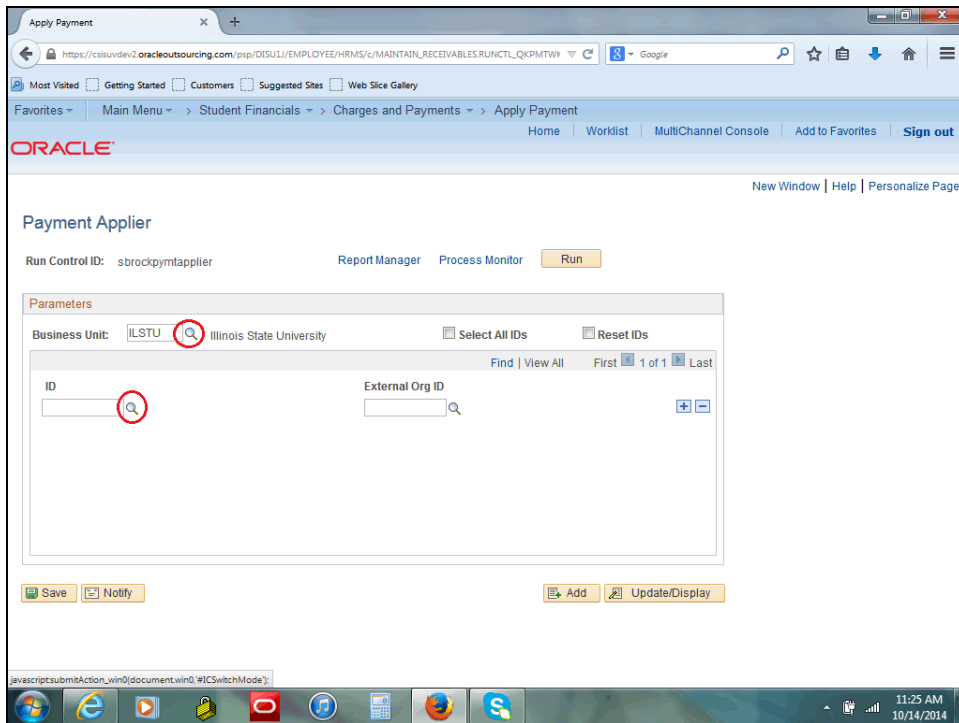 Apply Payment
https://csisuvdev2.oracleoutsourcing.com/psp/DISU1J/EMPLOYEE/HRMS/c/MAINTAIN_RECEIVABLES.RUNCTL_QKPMTWK Google
Most Visited Getting Started Customers Suggested Sites Web Slice Gallery
Favorites Main Menu > Student Financials > Charges and Payments > Apply Payment
Home Worklist MultiChannel Console Add to Favorites Sign out
ORACLE
New Window | Help | Personalize Page
Payment Applier
Run Control ID: sbrockpymtapplier Report Manager Process Monitor Run
Parameters
Business Unit: ILSTU Illinois State University Select All IDs Reset IDs
Find | View All First 1 of 1 Last
ID External Org ID
Save Notify Add Update/Display
javascript:submitAction_win0(document.win0,'#ICSwitchMode');
11:25 AM
10/14/2014